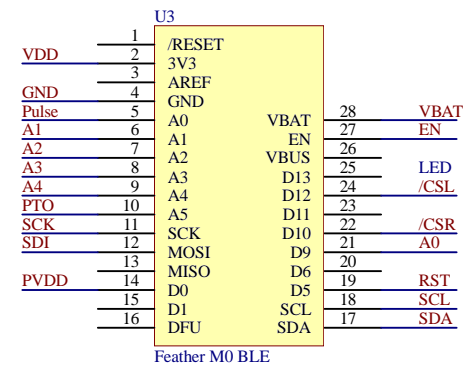 U3
1 /RESET
VDD 2 3V3
3 AREF
GND 4 GND
Pulse 5 A0
A1 6 A1
A2 7 A2
A3 8 A3
A4 9 A4
PTO 10 A5
SCK 11 SCK
SDI 12 MOSI
13 MISO
PVDD 14 D0
15 D1
16 DFU
VBAT 28 VBAT
EN 27 EN
VBUS 26
D13 25 LED
D12 24 /CSL
D11 23
D10 22 /CSR
D9 21 A0
D6 20
D5 19 RST
SCL 18 SCL
SDA 17 SDA
Feather M0 BLE